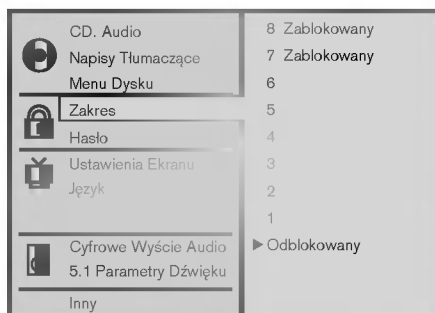 CD. Audio
Napisy Tłumaczące
Menu Dysku
Zakres
Hasło
Ustawienia Ekranu
Język
Cyfrowe Wyście Audio
5.1 Parametry Dźwięku
Inny
8 Zablokowany
7 Zablokowany
6
5
4
3
2
1
Odblokowany